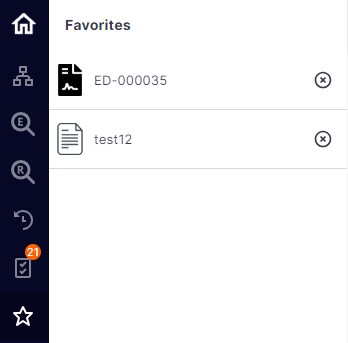 Favorites
ED-000035
test12
E
R
21